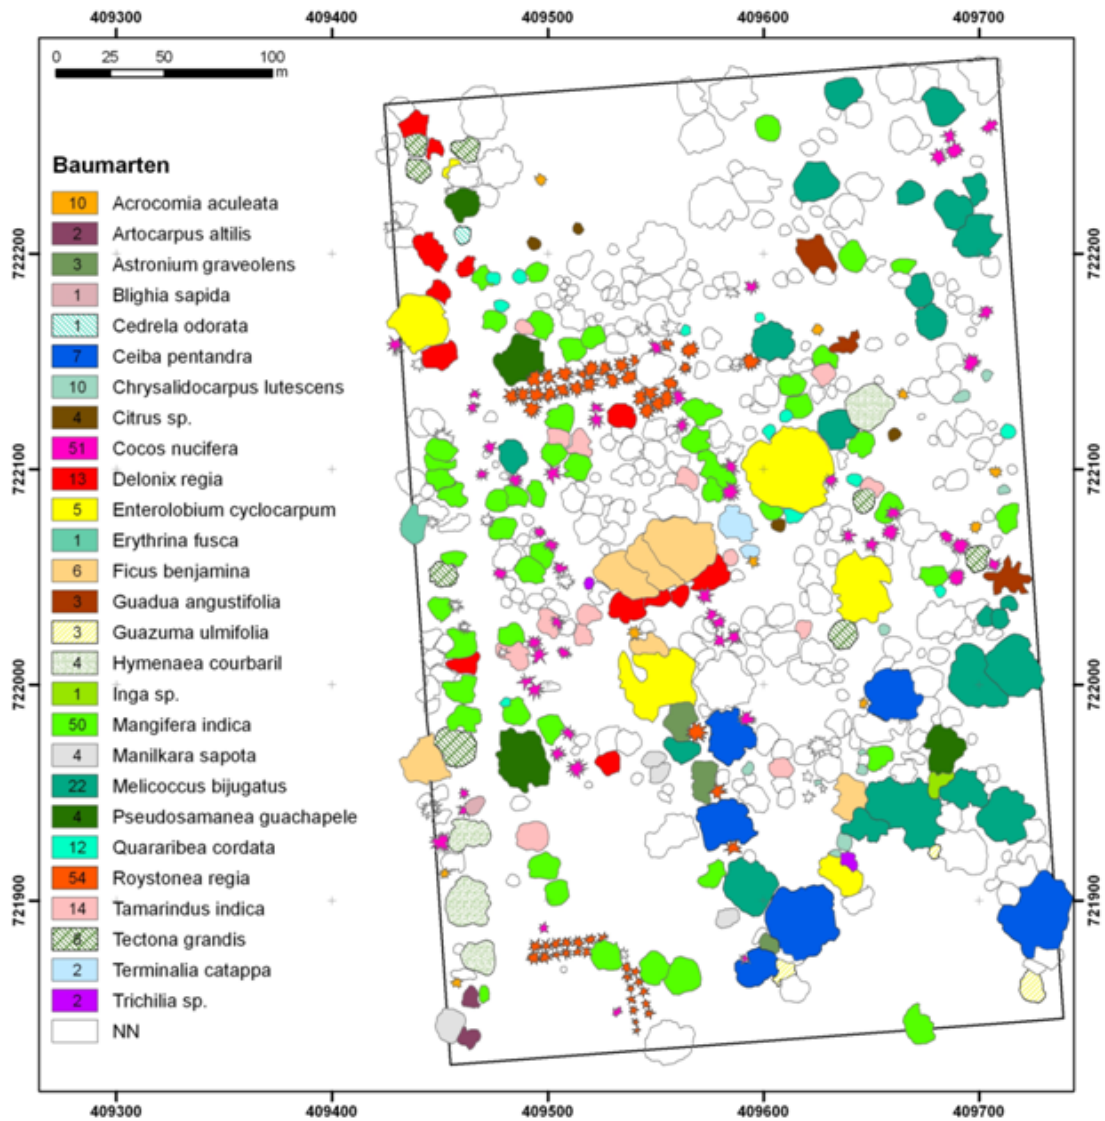 409300 409400 409500 409600 409700
0 25 50 100
m
Baumarten
10 Acrocomia aculeata
2 Artocarpus altilis
3 Astronium graveolens
1 Blighia sapida
1 Cedrela odorata
7 Ceiba pentandra
10 Chrysalidocarpus lutescens
4 Citrus sp.
51 Cocos nucifera
13 Delonix regia
5 Enterolobium cyclocarpum
1 Erythrina fusca
6 Ficus benjamina
3 Guadua angustifolia
3 Guazuma ulmifolia
4 Hymenaea courbaril
1 Inga sp.
50 Mangifera indica
4 Manilkara sapota
22 Melicoccus bijugatus
4 Pseudosamanea guachapele
12 Quararibea cordata
54 Roystonea regia
14 Tamarindus indica
8 Tectona grandis
2 Terminalia catappa
2 Trichilia sp.
NN
722200
722100
722000
721900
722200
722100
722000
721900
409300 409400 409500 409600 409700